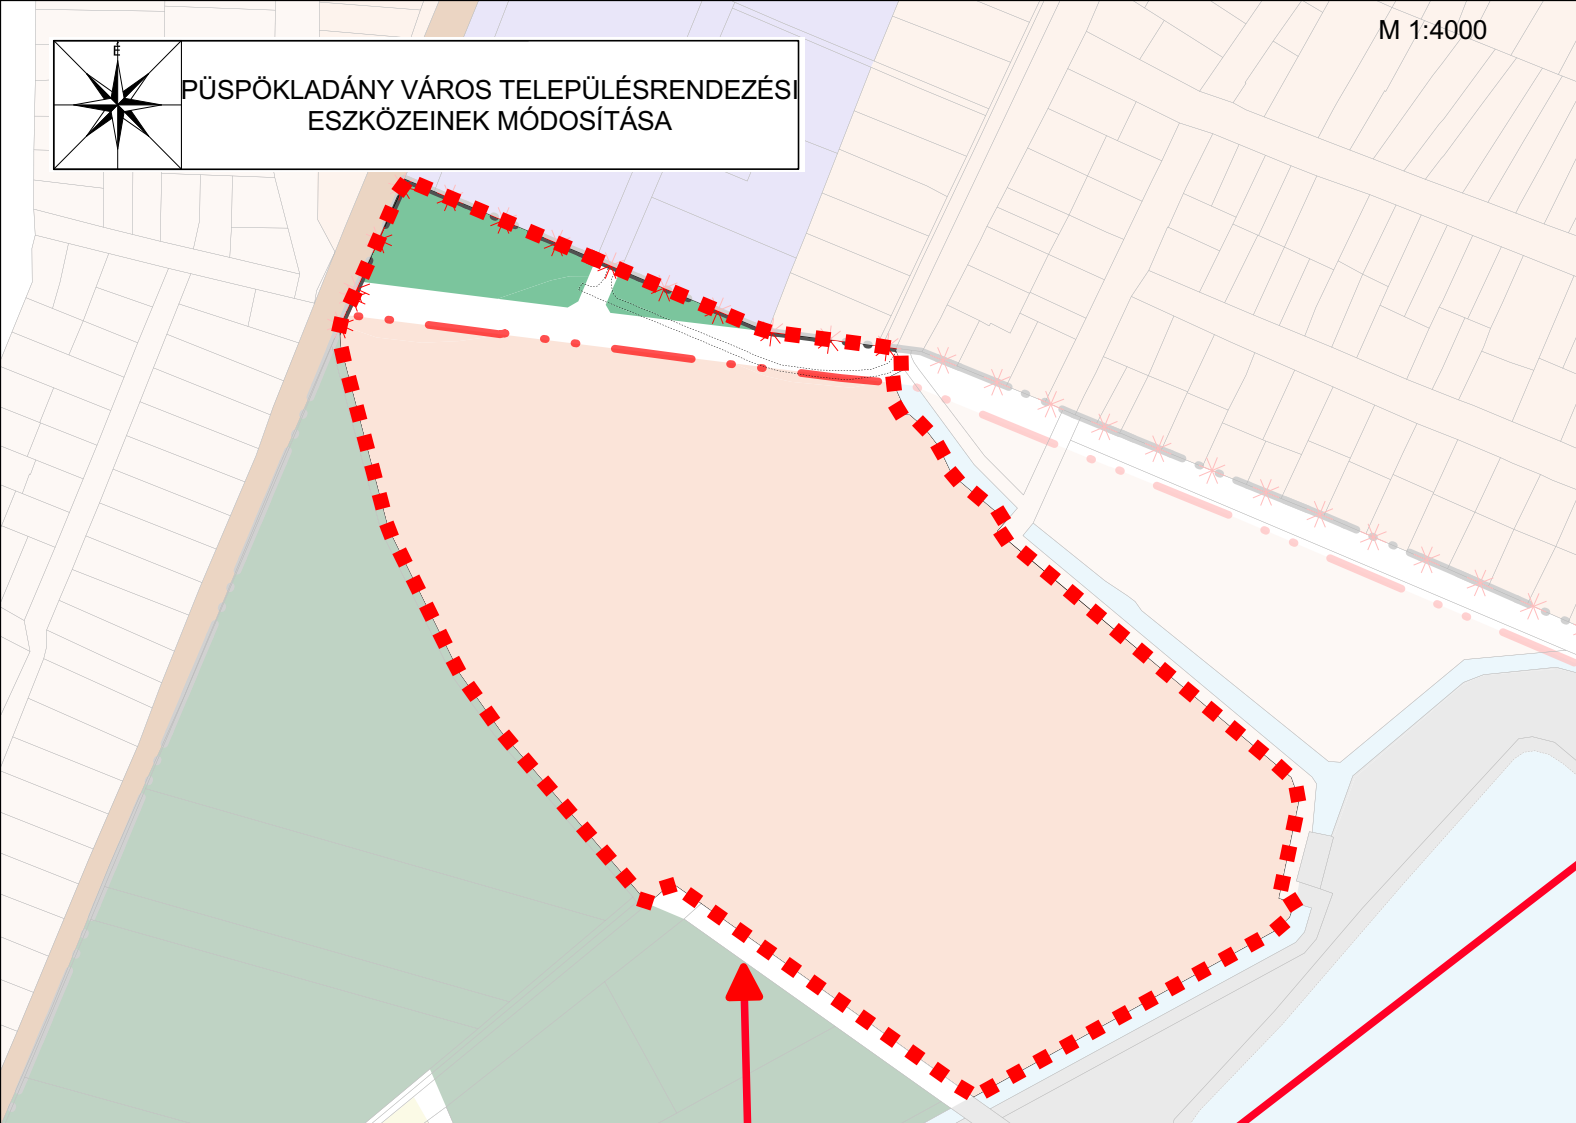 M 1:4000
É
PÜSPÖKLADÁNY VÁROS TELEPÜLÉSRENDEZÉSI
ESZKÖZEINEK MÓDOSÍTÁSA